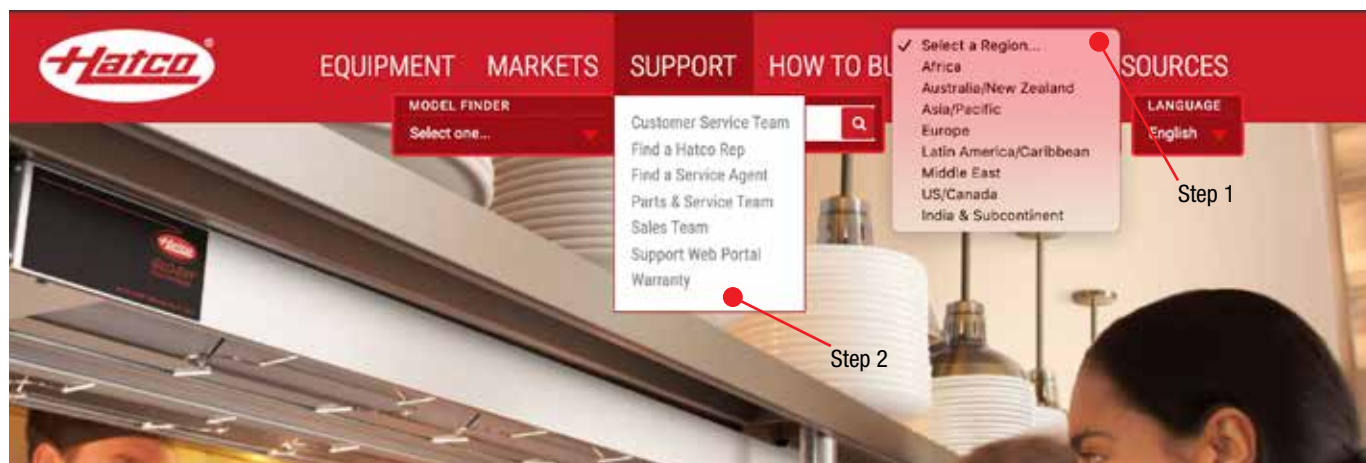 Hatco
EQUIPMENT MARKETS SUPPORT HOW TO BU SOURCES
MODEL FINDER
Select one...
Customer Service Team
Find a Hatco Rep
Find a Service Agent
Parts & Service Team
Sales Team
Support Web Portal
Warranty
✓ Select a Region...
Africa
Australia/New Zealand
Asia/Pacific
Europe
Latin America/Caribbean
Middle East
US/Canada
India & Subcontinent
LANGUAGE
English
Step 1
Step 2
Hatco